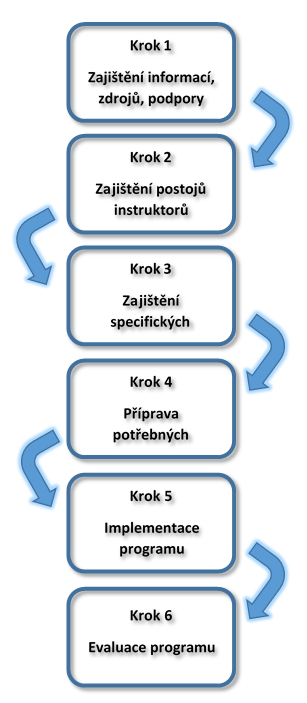 Krok 1
Zajištění informací,
zdrojů, podpory
Krok 2
Zajištění postojů
instruktorů
Krok 3
Zajištění
specifických
Krok 4
Příprava
potřebných
Krok 5
Implementace
programu
Krok 6
Evaluace programu